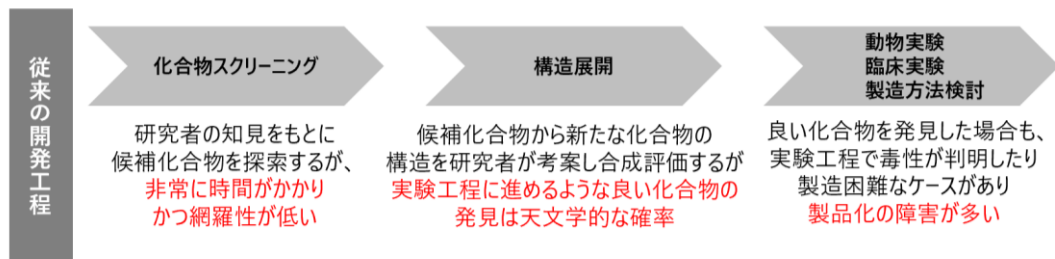 従来の開発工程
化合物スクリーニング
研究者の知見をもとに
候補化合物を探索するが、
非常に時間がかかり
かつ網羅性が低い
構造展開
候補化合物から新たな化合物の
構造を研究者が考案し合成評価するが
実験工程に進めるような良い化合物の
発見は天文学的な確率
動物実験
臨床実験
製造方法検討
良い化合物を発見した場合も、
実験工程で毒性が判明したり
製造困難なケースがあり
製品化の障害が多い